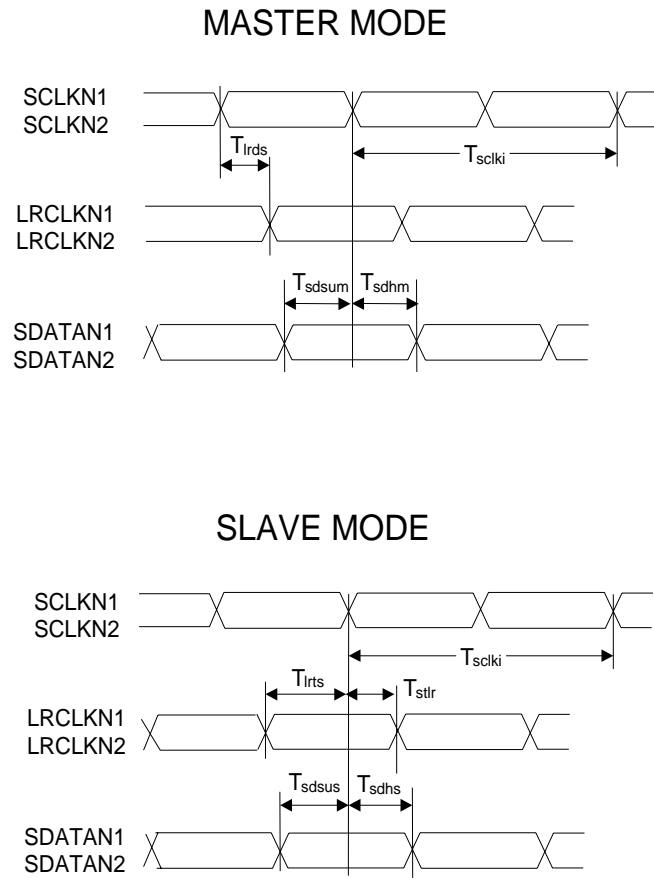 MASTER MODE
SCLKN1
SCLKN2
Tlrds
Tsclki
LRCLKN1
LRCLKN2
Tsdsum
Tsdhm
SDATAN1
SDATAN2
SLAVE MODE
SCLKN1
SCLKN2
Tsclki
Tlrts
Tstlr
LRCLKN1
LRCLKN2
Tsdsus
Tsdhs
SDATAN1
SDATAN2